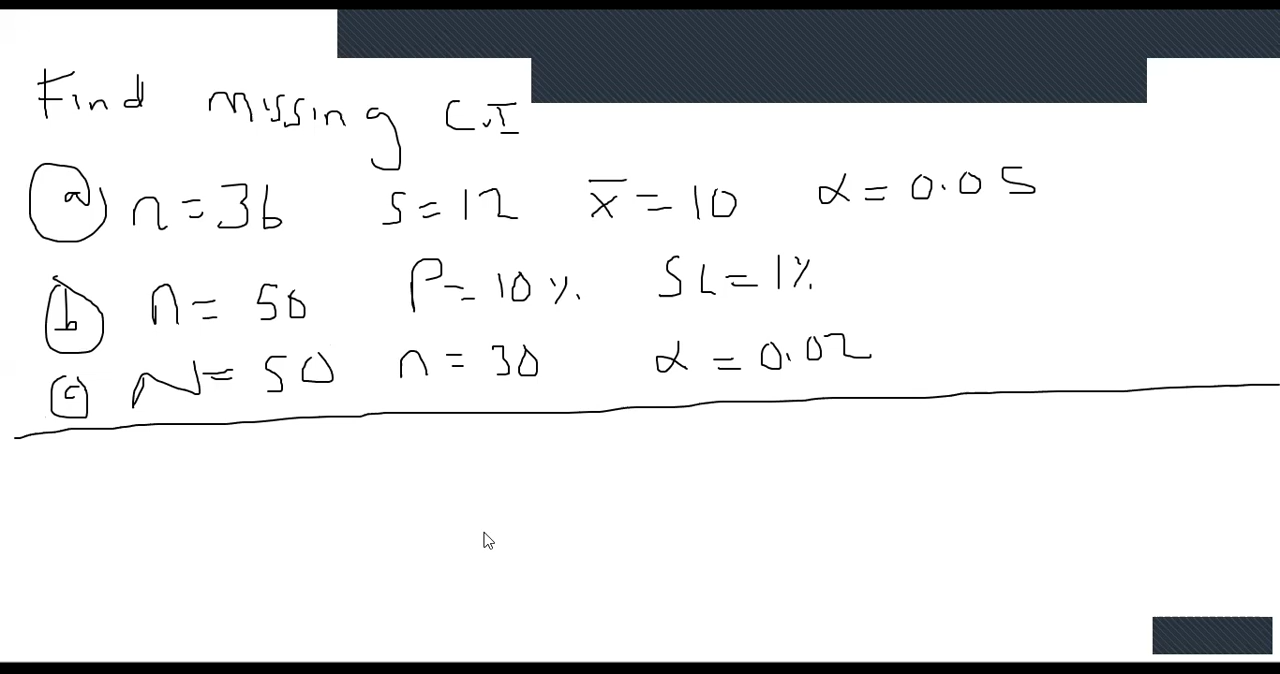 Find missing C.I
a n = 36 S = 12 x̄ = 10 α = 0.05
b n = 50 P = 10 %. SL = 1%
c N = 50 n = 30 α = 0.02